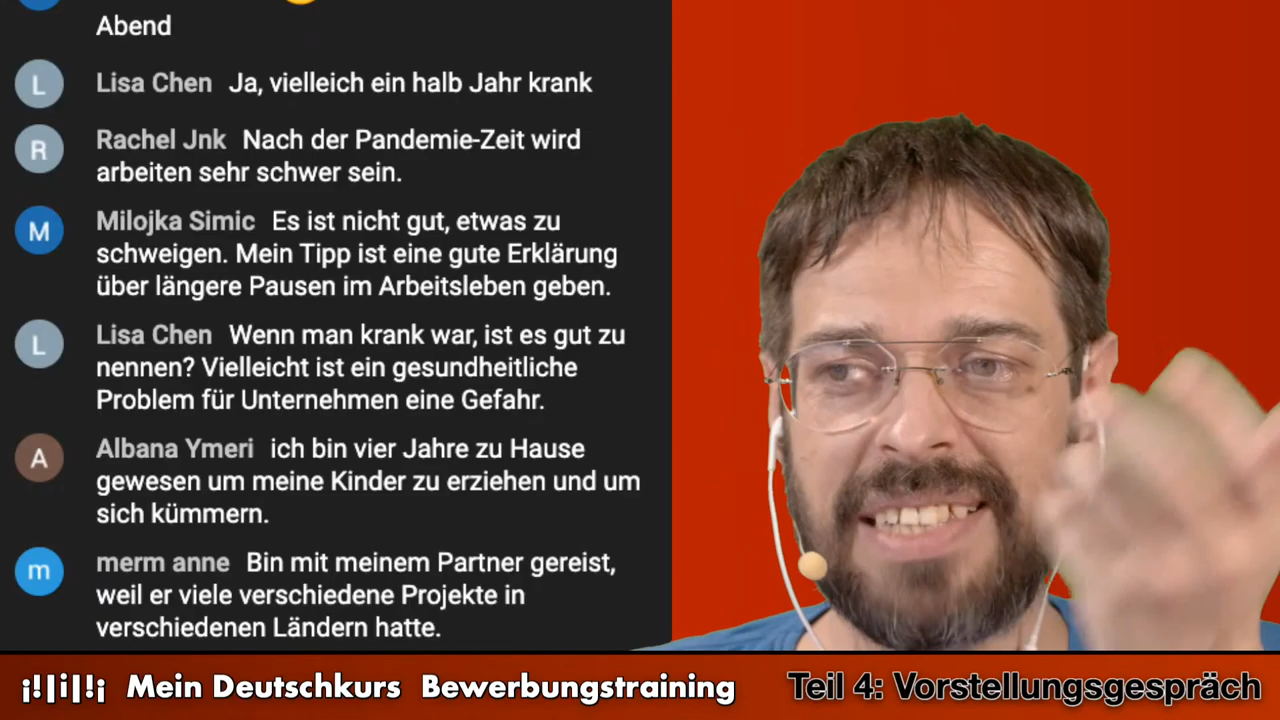 Abend
L Lisa Chen Ja, vielleich ein halb Jahr krank
R Rachel Jnk Nach der Pandemie-Zeit wird
arbeiten sehr schwer sein.
M Milojka Simic Es ist nicht gut, etwas zu
schweigen. Mein Tipp ist eine gute Erklärung
über längere Pausen im Arbeitsleben geben.
L Lisa Chen Wenn man krank war, ist es gut zu
nennen? Vielleicht ist ein gesundheitliche
Problem für Unternehmen eine Gefahr.
A Albana Ymeri ich bin vier Jahre zu Hause
gewesen um meine Kinder zu erziehen und um
sich kümmern.
m merm anne Bin mit meinem Partner gereist,
weil er viele verschiedene Projekte in
verschiedenen Ländern hatte.
¡!|¡|!¡ Mein Deutschkurs Bewerbungstraining Teil 4: Vorstellungsgespräch